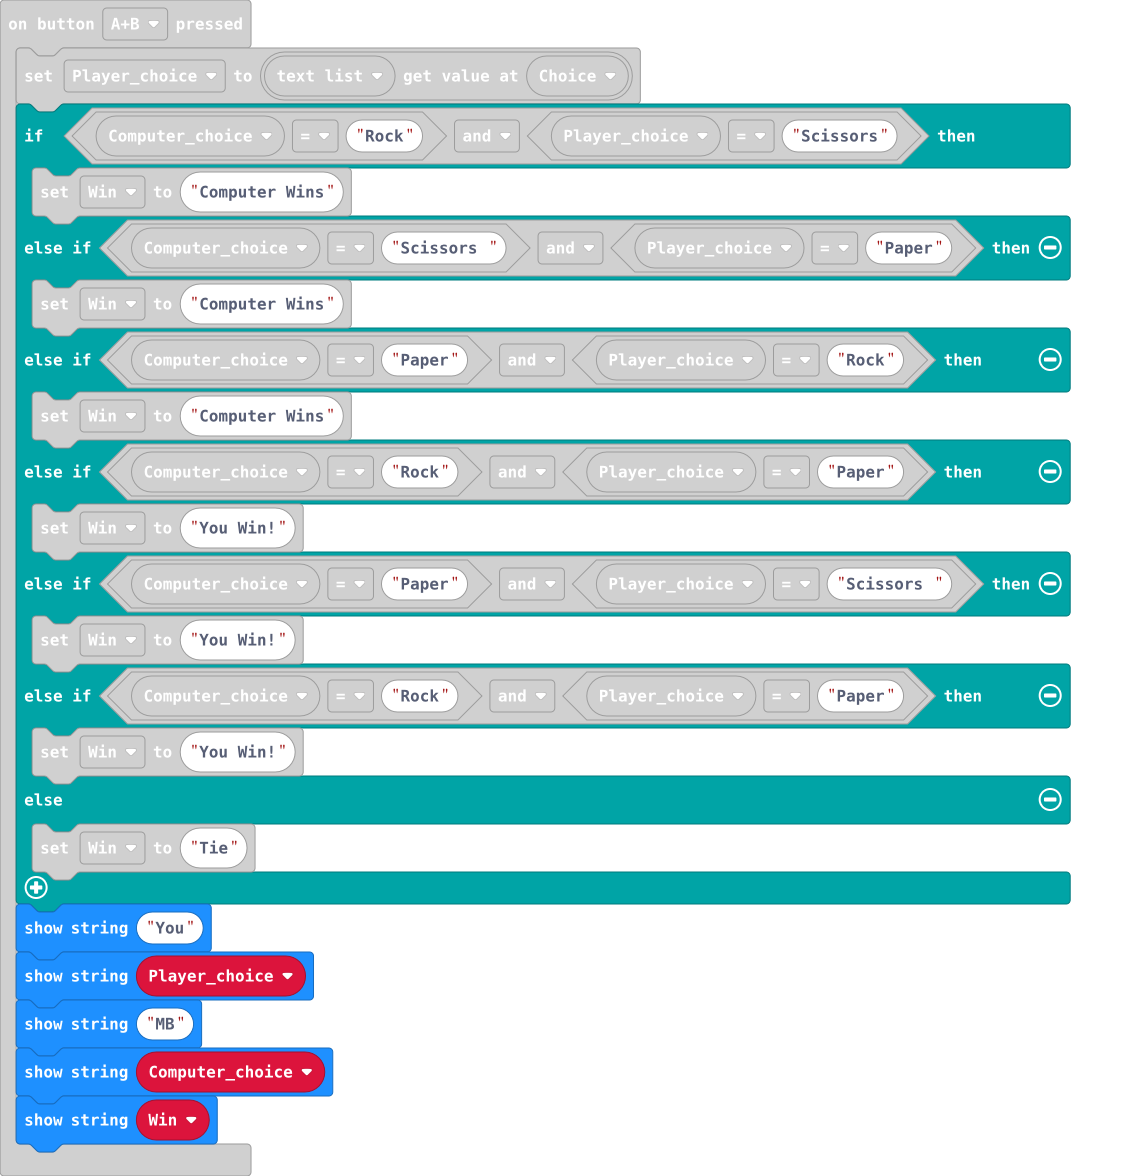 on button A+B pressed
set Player_choice to text list get value at Choice
if Computer_choice = "Rock" and Player_choice = "Scissors" then
set Win to "Computer Wins"
else if Computer_choice = "Scissors " and Player_choice = "Paper" then
set Win to "Computer Wins"
else if Computer_choice = "Paper" and Player_choice = "Rock" then
set Win to "Computer Wins"
else if Computer_choice = "Rock" and Player_choice = "Paper" then
set Win to "You Win!"
else if Computer_choice = "Paper" and Player_choice = "Scissors " then
set Win to "You Win!"
else if Computer_choice = "Rock" and Player_choice = "Paper" then
set Win to "You Win!"
else
set Win to "Tie"
show string "You"
show string Player_choice
show string "MB"
show string Computer_choice
show string Win